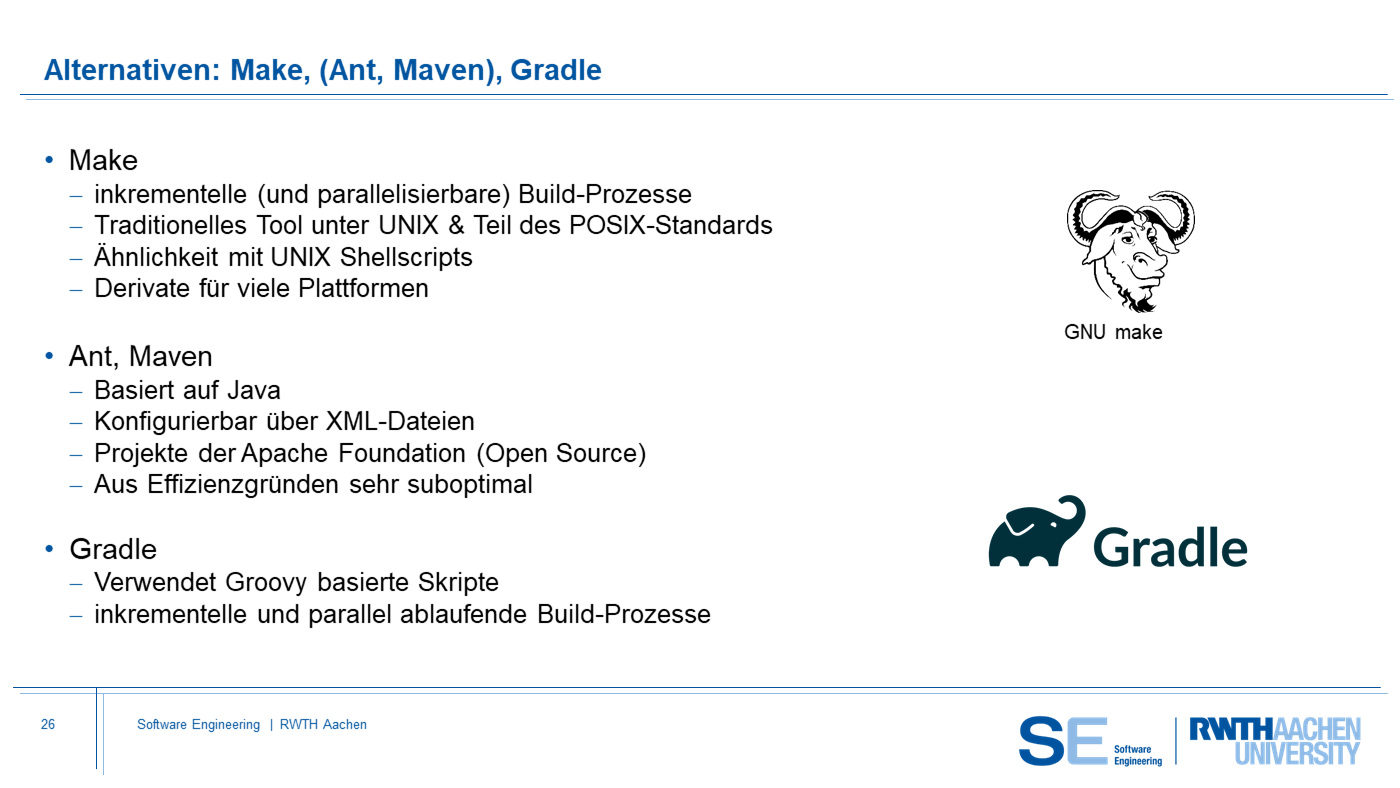 Alternativen: Make, (Ant, Maven), Gradle
• Make
– inkrementelle (und parallelisierbare) Build-Prozesse
– Traditionelles Tool unter UNIX & Teil des POSIX-Standards
– Ähnlichkeit mit UNIX Shellscripts
– Derivate für viele Plattformen
GNU make
• Ant, Maven
– Basiert auf Java
– Konfigurierbar über XML-Dateien
– Projekte der Apache Foundation (Open Source)
– Aus Effizienzgründen sehr suboptimal
Gradle
• Gradle
– Verwendet Groovy basierte Skripte
– inkrementelle und parallel ablaufende Build-Prozesse
26
Software Engineering | RWTH Aachen
SE Software
Engineering
RWTHAACHEN
UNIVERSITY